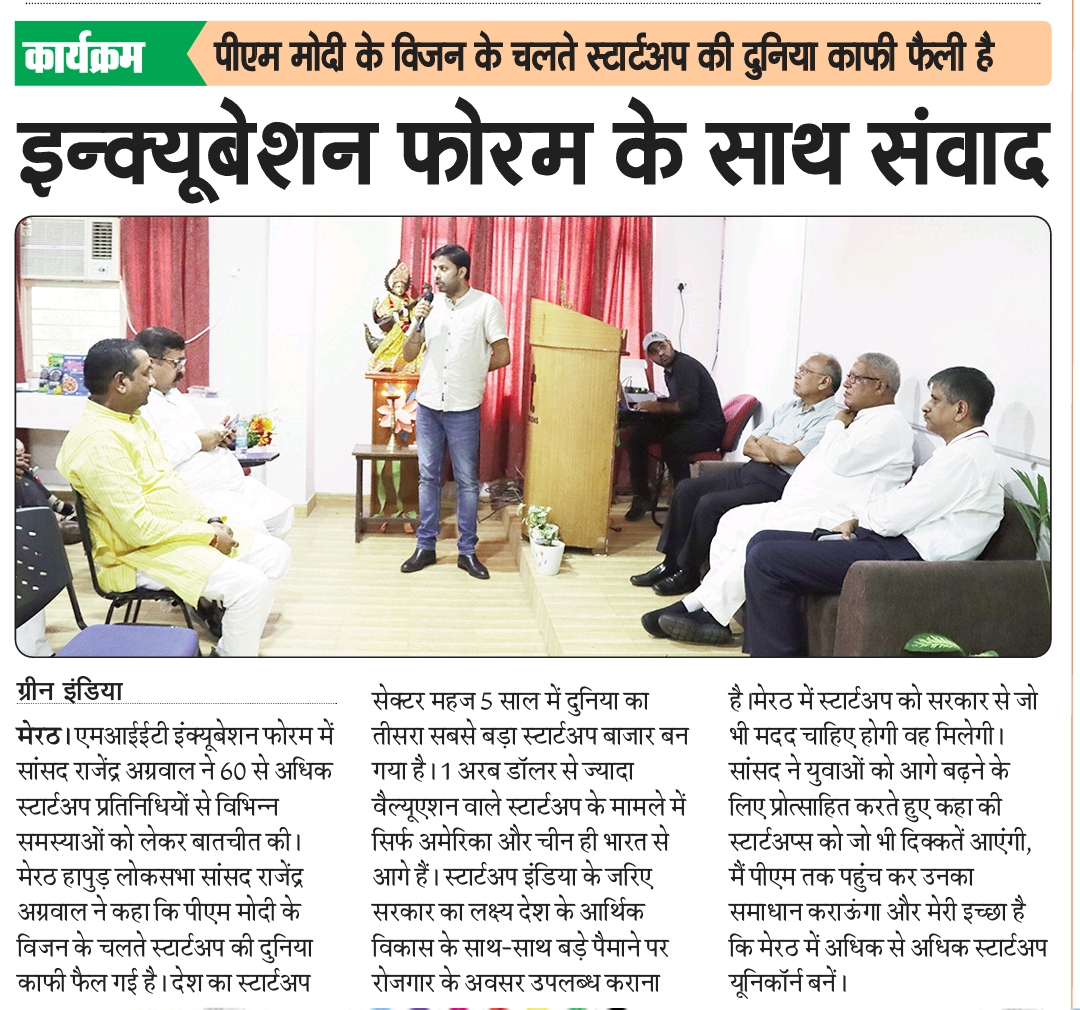 कार्यक्रम
पीएम मोदी के विजन के चलते स्टार्टअप की दुनिया काफी फैली है
इन्क्यूबेशन फोरम के साथ संवाद
ग्रीन इंडिया
मेरठ। एमआईईटी इंक्यूबेशन फोरम में
सांसद राजेंद्र अग्रवाल ने 60 से अधिक
स्टार्टअप प्रतिनिधियों से विभिन्न
समस्याओं को लेकर बातचीत की।
मेरठ हापुड़ लोकसभा सांसद राजेंद्र
अग्रवाल ने कहा कि पीएम मोदी के
विजन के चलते स्टार्टअप की दुनिया
काफी फैल गई है। देश का स्टार्टअप
सेक्टर महज 5 साल में दुनिया का
तीसरा सबसे बड़ा स्टार्टअप बाजार बन
गया है। 1 अरब डॉलर से ज्यादा
वैल्यूएशन वाले स्टार्टअप के मामले में
सिर्फ अमेरिका और चीन ही भारत से
आगे हैं। स्टार्टअप इंडिया के जरिए
सरकार का लक्ष्य देश के आर्थिक
विकास के साथ-साथ बड़े पैमाने पर
रोजगार के अवसर उपलब्ध कराना
है।मेरठ में स्टार्टअप को सरकार से जो
भी मदद चाहिए होगी वह मिलेगी।
सांसद ने युवाओं को आगे बढ़ने के
लिए प्रोत्साहित करते हुए कहा की
स्टार्टअप्स को जो भी दिक्कतें आएंगी,
मैं पीएम तक पहुंच कर उनका
समाधान कराऊंगा और मेरी इच्छा है
कि मेरठ में अधिक से अधिक स्टार्टअप
यूनिकॉर्न बनें।